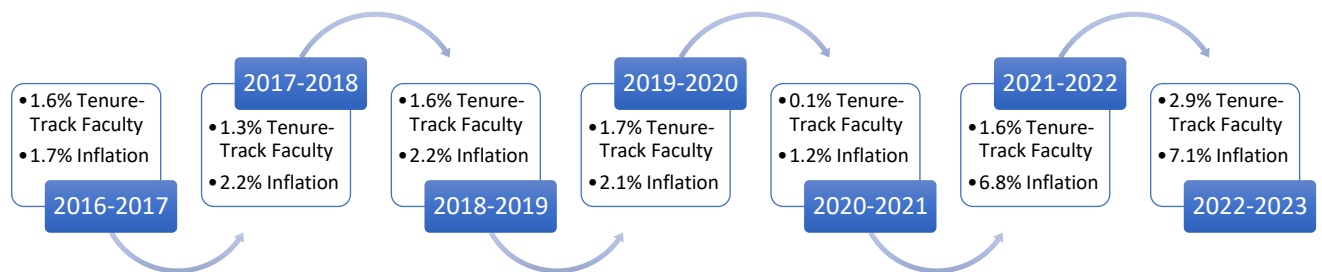 •1.6% Tenure-
Track Faculty
•1.7% Inflation
2016-2017
2017-2018
•1.3% Tenure-
Track Faculty
•2.2% Inflation
•1.6% Tenure-
Track Faculty
•2.2% Inflation
2018-2019
2019-2020
•1.7% Tenure-
Track Faculty
•2.1% Inflation
•0.1% Tenure-
Track Faculty
•1.2% Inflation
2020-2021
2021-2022
•1.6% Tenure-
Track Faculty
•6.8% Inflation
•2.9% Tenure-
Track Faculty
•7.1% Inflation
2022-2023